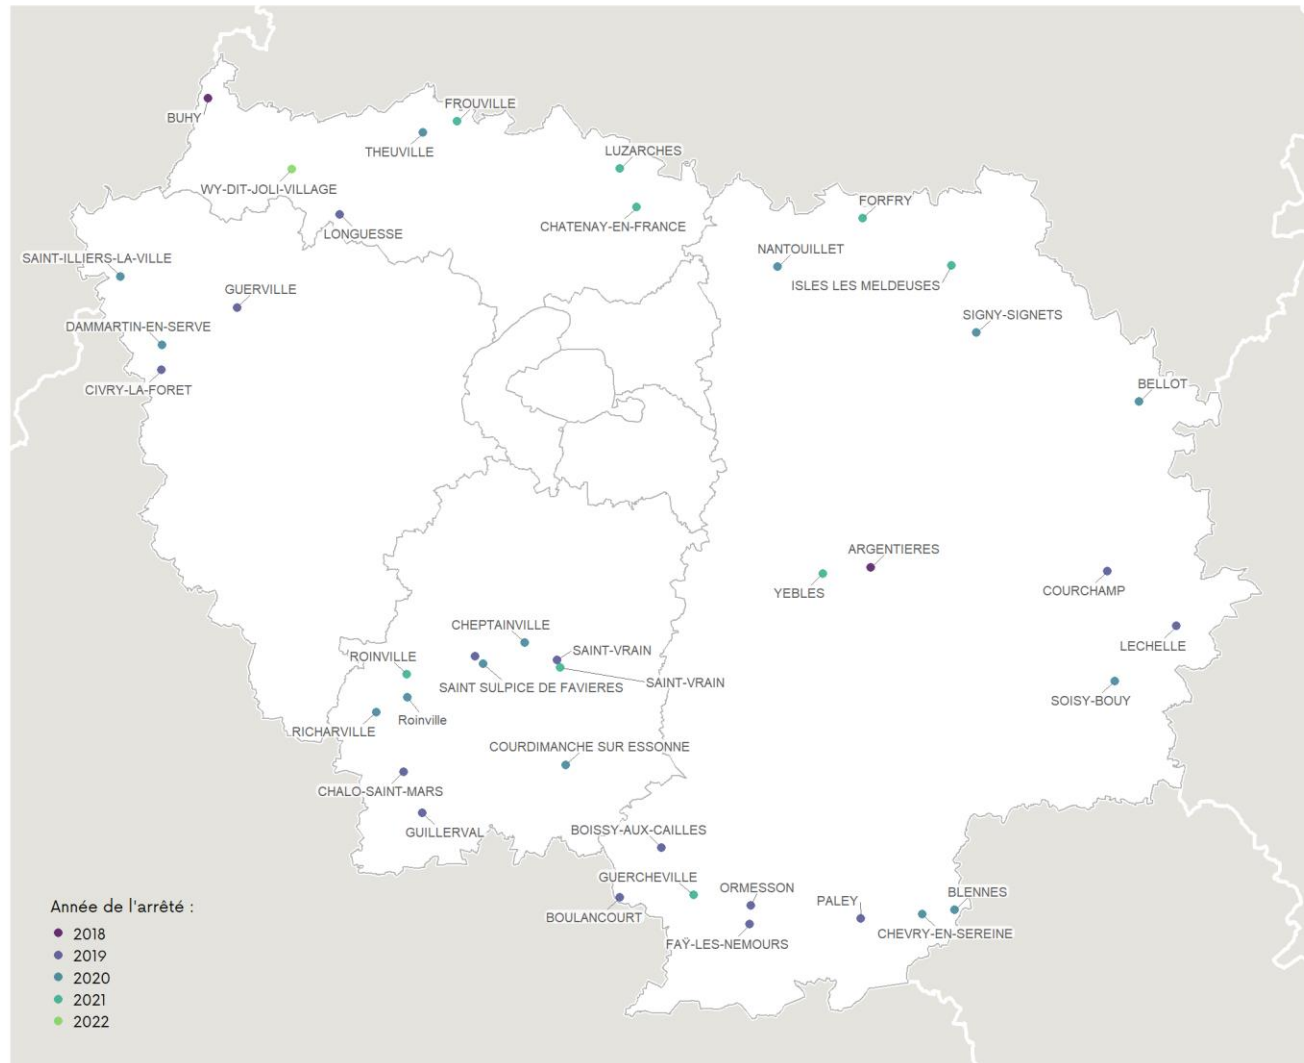 FROUVILLE
BUHY
THEUVILLE
LUZARCHES
WY-DIT-JOLI-VILLAGE
FORFRY
CHATENAY-EN-FRANCE
LONGUESSE
NANTOUILLET
SAINT-ILLIERS-LA-VILLE
ISLES LES MELDEUSES
GUERVILLE
SIGNY-SIGNETS
DAMMARTIN-EN-SERVE
BELLOT
CIVRY-LA-FORET
ARGENTIERES
YEBLES
COURCHAMP
CHEPTAINVILLE
LECHELLE
SAINT-VRAIN
ROINVILLE
SAINT SULPICE DE FAVIERES
SAINT-VRAIN
SOISY-BOUY
Roinville
RICHARVILLE
COURDIMANCHE SUR ESSONNE
CHALO-SAINT-MARS
GUILLERVAL
BOISSY-AUX-CAILLES
GUERCHEVILLE
ORMESSON
BLENNES
PALEY
BOULANCOURT
CHEVRY-EN-SEREINE
FAŸ-LES-NEMOURS
Année de l'arrêté :
2018
2019
2020
2021
2022